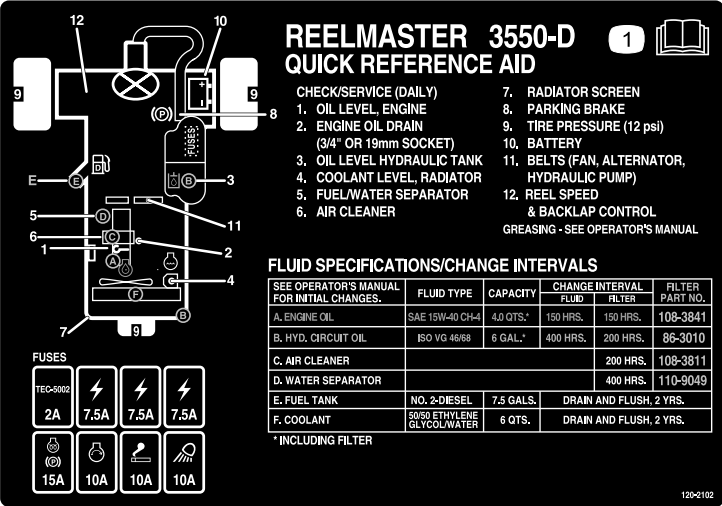 REELMASTER 3550-D
1
QUICK REFERENCE AID
CHECK/SERVICE (DAILY)
1. OIL LEVEL, ENGINE
2. ENGINE OIL DRAIN
(3/4" OR 19mm SOCKET)
3. OIL LEVEL HYDRAULIC TANK
4. COOLANT LEVEL, RADIATOR
5. FUEL/WATER SEPARATOR
6. AIR CLEANER
7. RADIATOR SCREEN
8. PARKING BRAKE
9. TIRE PRESSURE (12 psi)
10. BATTERY
11. BELTS (FAN, ALTERNATOR,
HYDRAULIC PUMP)
12. REEL SPEED
& BACKLAP CONTROL
GREASING - SEE OPERATOR'S MANUAL
12
10
9
9
+
-
(P)
8
FUSES
D
E
E
B
3
5
D
11
6
C
1
2
A
4
F
B
7
9
FLUID SPECIFICATIONS/CHANGE INTERVALS
SEE OPERATOR'S MANUAL
FOR INITIAL CHANGES.
FLUID TYPE
CAPACITY
CHANGE INTERVAL
FLUID
FILTER
FILTER
PART NO.
A. ENGINE OIL SAE 15W-40 CH-4 4.0 QTS.* 150 HRS. 150 HRS. 108-3841
B. HYD. CIRCUIT OIL ISO VG 46/68 6 GAL.* 400 HRS. 200 HRS. 86-3010
C. AIR CLEANER 200 HRS. 108-3811
D. WATER SEPARATOR 400 HRS. 110-9049
E. FUEL TANK NO. 2-DIESEL 7.5 GALS. DRAIN AND FLUSH, 2 YRS.
F. COOLANT 50/50 ETHYLENE
GLYCOL/WATER 6 QTS. DRAIN AND FLUSH, 2 YRS.
* INCLUDING FILTER
FUSES
TEC-5002
2A
7.5A
7.5A
7.5A
(P)
15A
10A
10A
10A
120-2102